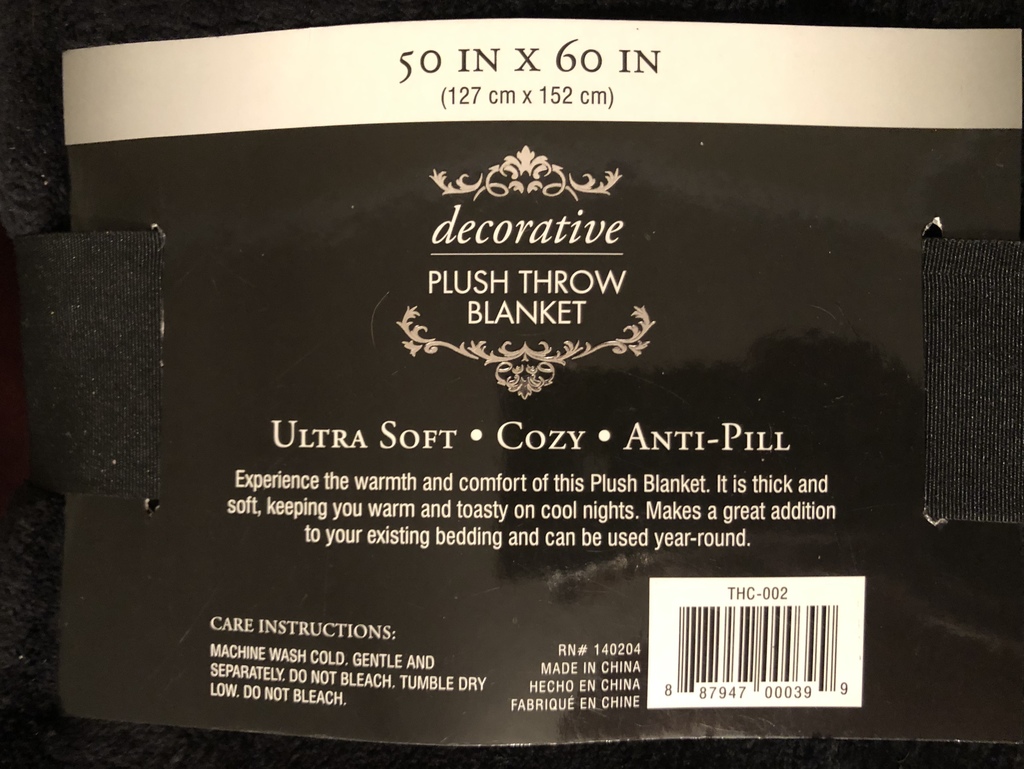 50 IN X 60 IN
(127 cm x 152 cm)
decorative
PLUSH THROW
BLANKET
ULTRA SOFT • COZY • ANTI-PILL
Experience the warmth and comfort of this Plush Blanket. It is thick and
soft, keeping you warm and toasty on cool nights. Makes a great addition
to your existing bedding and can be used year-round.
CARE INSTRUCTIONS:
MACHINE WASH COLD. GENTLE AND
SEPARATELY. DO NOT BLEACH. TUMBLE DRY
LOW. DO NOT BLEACH.
RN# 140204
MADE IN CHINA
HECHO EN CHINA
FABRIQUÉ EN CHINE
THC-002
8 87947 00039 9